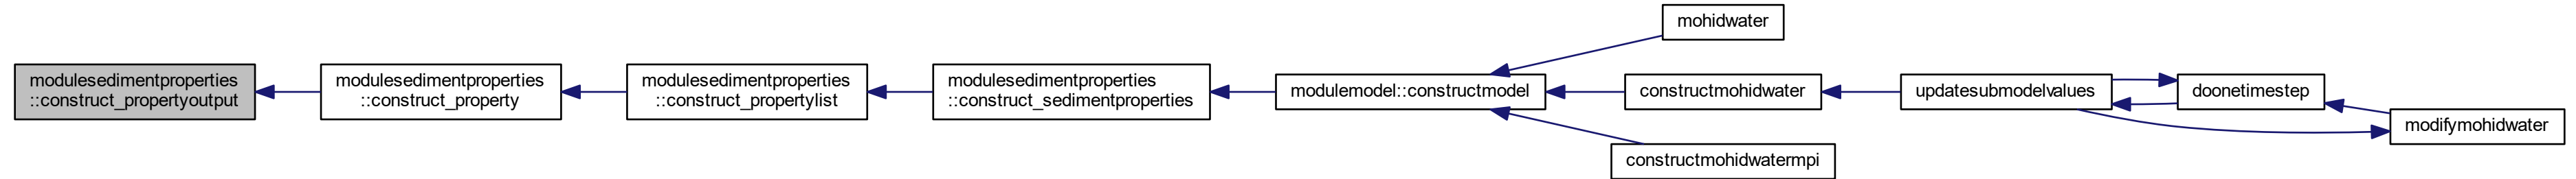 modulesedimentproperties
::construct_propertyoutput
modulesedimentproperties
::construct_property
modulesedimentproperties
::construct_propertylist
modulesedimentproperties
::construct_sedimentproperties
modulemodel::constructmodel
mohidwater
constructmohidwater
constructmohidwatermpi
updatesubmodelvalues
doonetimestep
modifymohidwater